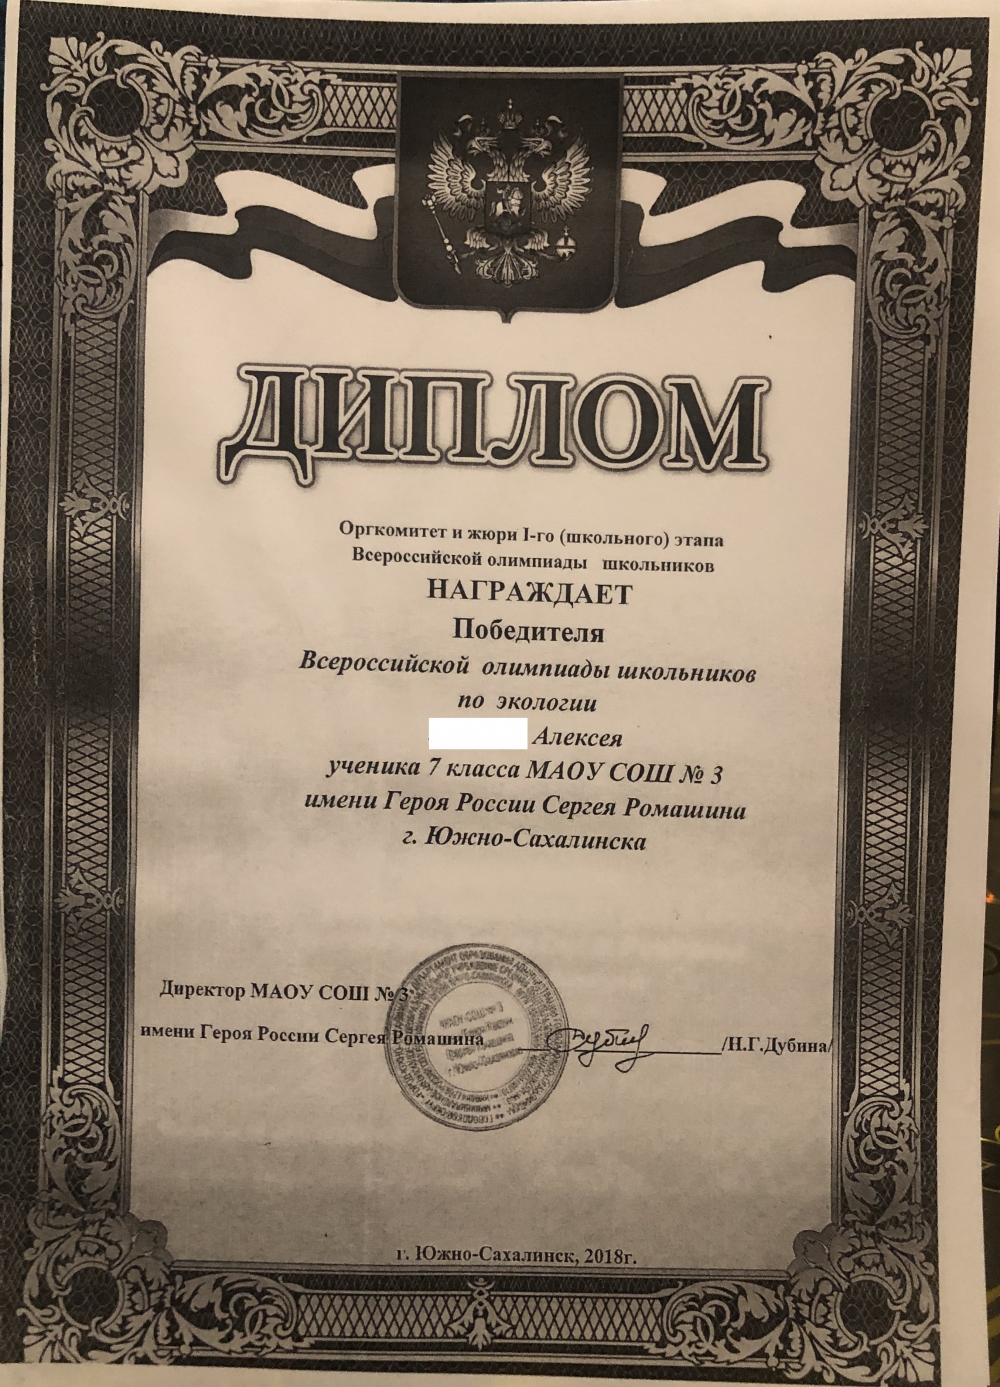 ДИПЛОМ
Оргкомитет и жюри I-го (школьного) этапа
Всероссийской олимпиады школьников
НАГРАЖДАЕТ
Победителя
Всероссийской олимпиады школьников
по экологии
Алексея
ученика 7 класса МАОУ СОШ № 3
имени Героя России Сергея Ромашина
г. Южно-Сахалинска
Директор МАОУ СОШ № 3
имени Героя России Сергея Ромашина /Н.Г.Дубина/
г. Южно-Сахалинск, 2018г.